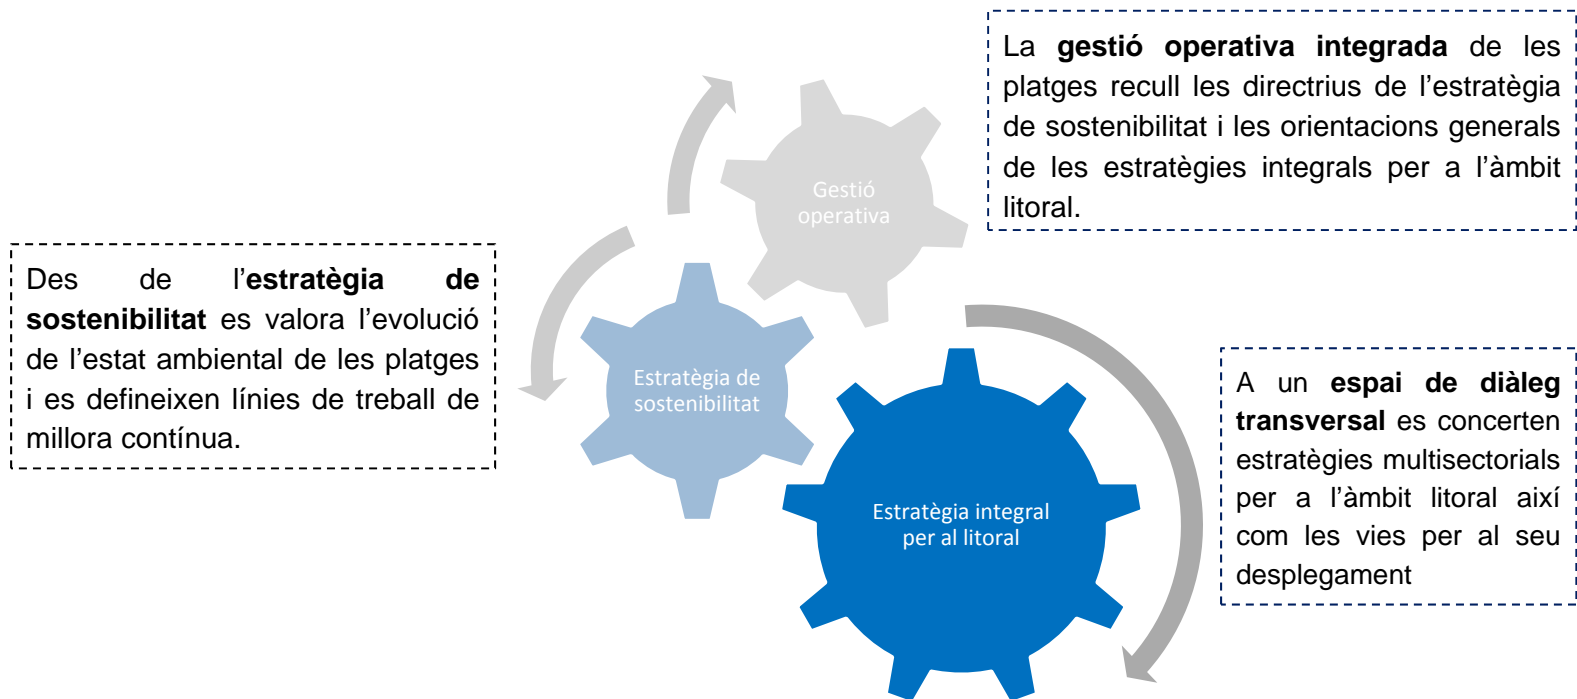 La gestió operativa integrada de les
platges recull les directrius de l’estratègia
de sostenibilitat i les orientacions generals
de les estratègies integrals per a l’àmbit
litoral.
Gestió
operativa
Des de l’estratègia de
sostenibilitat es valora l’evolució
de l’estat ambiental de les platges
i es defineixen línies de treball de
millora contínua.
Estratègia de
sostenibilitat
A un espai de diàleg
transversal es concerten
estratègies multisectorials
per a l’àmbit litoral així
com les vies per al seu
desplegament
Estratègia integral
per al litoral